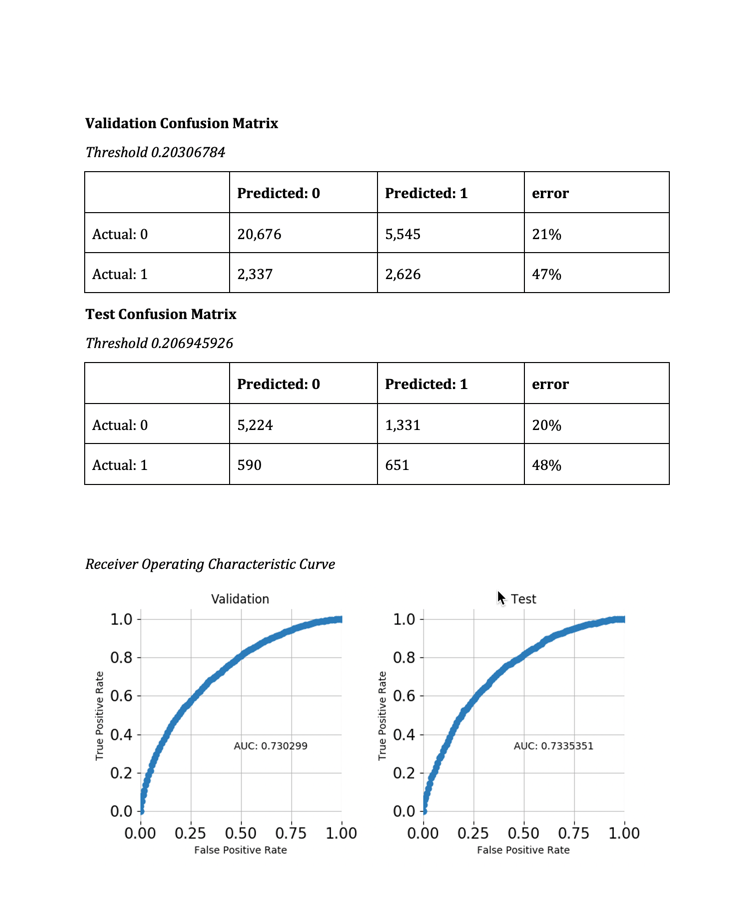 Validation Confusion Matrix
Threshold 0.20306784
Predicted: 0 Predicted: 1 error
Actual: 0 20,676 5,545 21%
Actual: 1 2,337 2,626 47%
Test Confusion Matrix
Threshold 0.206945926
Predicted: 0 Predicted: 1 error
Actual: 0 5,224 1,331 20%
Actual: 1 590 651 48%
Receiver Operating Characteristic Curve
Validation
1.0
0.8
0.6
0.4
0.2
0.0
True Positive Rate
AUC: 0.730299
0.00 0.25 0.50 0.75 1.00
False Positive Rate
Test
1.0
0.8
0.6
0.4
0.2
0.0
True Positive Rate
AUC: 0.7335351
0.00 0.25 0.50 0.75 1.00
False Positive Rate